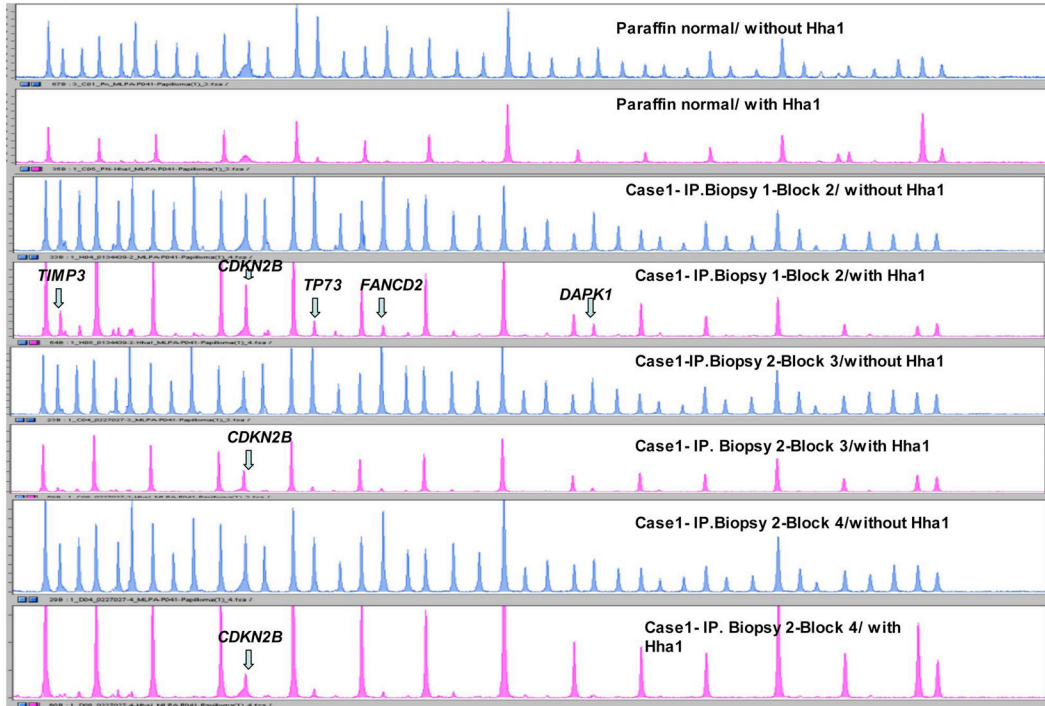 Paraffin normal/ without Hha1
Paraffin normal/ with Hha1
Case1- IP.Biopsy 1-Block 2/ without Hha1
TIMP3
CDKN2B
TP73
FANCD2
DAPK1
Case1- IP.Biopsy 1-Block 2/with Hha1
Case1-IP.Biopsy 2-Block 3/without Hha1
CDKN2B
Case1- IP. Biopsy 2-Block 3/with Hha1
Case1- IP.Biopsy 2-Block 4/without Hha1
CDKN2B
Case1- IP. Biopsy 2-Block 4/ with
Hha1